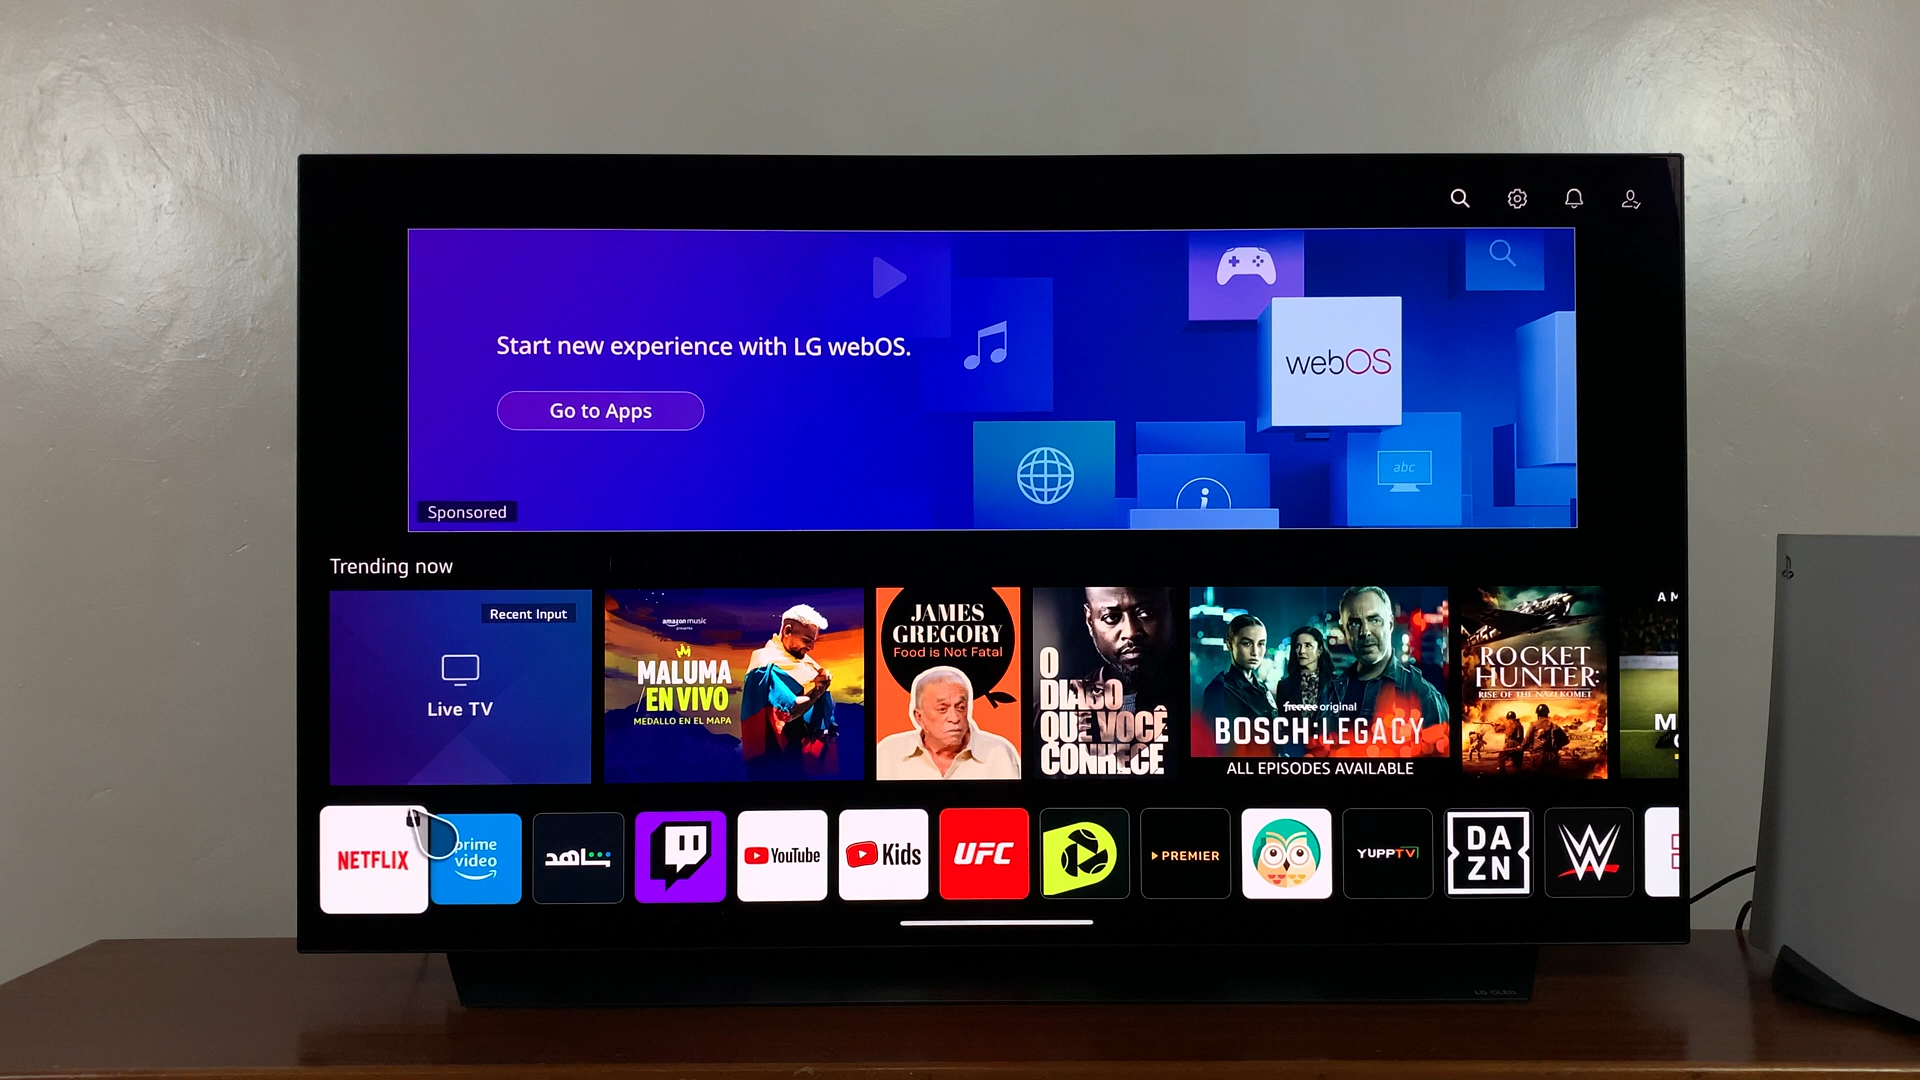 Start new experience with LG webOS.
Go to Apps
Sponsored
webOS
abc
i
Trending now
Recent Input
Live TV
amazon music
MALUMA
EN VIVO
MEDALLO EN EL MAPA
JAMES
GREGORY
Food is Not Fatal
O
DIABO
QUE VOCÊ
CONHECE
freevee original
BOSCH:LEGACY
ALL EPISODES AVAILABLE
ROCKET
HUNTER:
RISE OF THE NAZI KOMET
A M
M
NETFLIX
prime
video
شاهد
YouTube
Kids
UFC
PREMIER
YUPPTV
DA
ZN
W
LG OLED